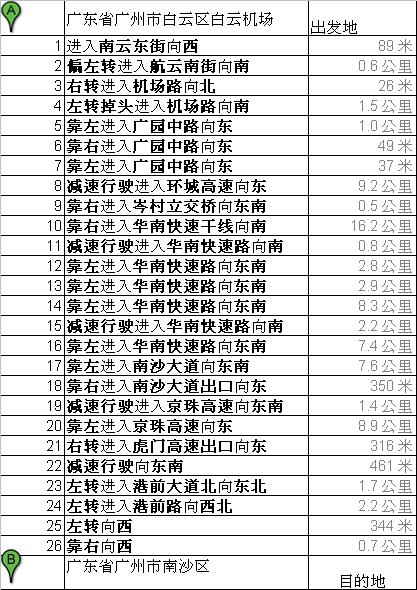 A 广东省广州市白云区白云机场 出发地
1 进入南云东街向西 89 米
2 偏左转进入航云南街向南 0.6 公里
3 右转进入机场路向北 26 米
4 左转掉头进入机场路向南 1.5 公里
5 靠左进入广园中路向东 1.0 公里
6 靠右进入广园中路向东 49 米
7 靠左进入广园中路向东 37 米
8 减速行驶进入环城高速向东 9.2 公里
9 靠右进入岑村立交桥向东南 0.5 公里
10 靠右进入华南快速干线向南 16.2 公里
11 减速行驶进入华南快速路向南 0.8 公里
12 靠左进入华南快速路向东南 2.8 公里
13 靠左进入华南快速路向东南 2.9 公里
14 靠左进入华南快速路向东南 8.3 公里
15 减速行驶进入华南快速路向南 2.2 公里
16 靠左进入华南快速路向东南 7.4 公里
17 靠左进入南沙大道向东南 7.6 公里
18 靠右进入南沙大道出口向东 350 米
19 减速行驶进入京珠高速向东南 1.4 公里
20 靠左进入京珠高速向东 8.9 公里
21 右转进入虎门高速出口向东 316 米
22 减速行驶向东南 461 米
23 左转进入港前大道北向东北 1.7 公里
24 左转进入港前路向西北 2.2 公里
25 左转向西 344 米
26 靠右向西 0.7 公里
B 广东省广州市南沙区 目的地